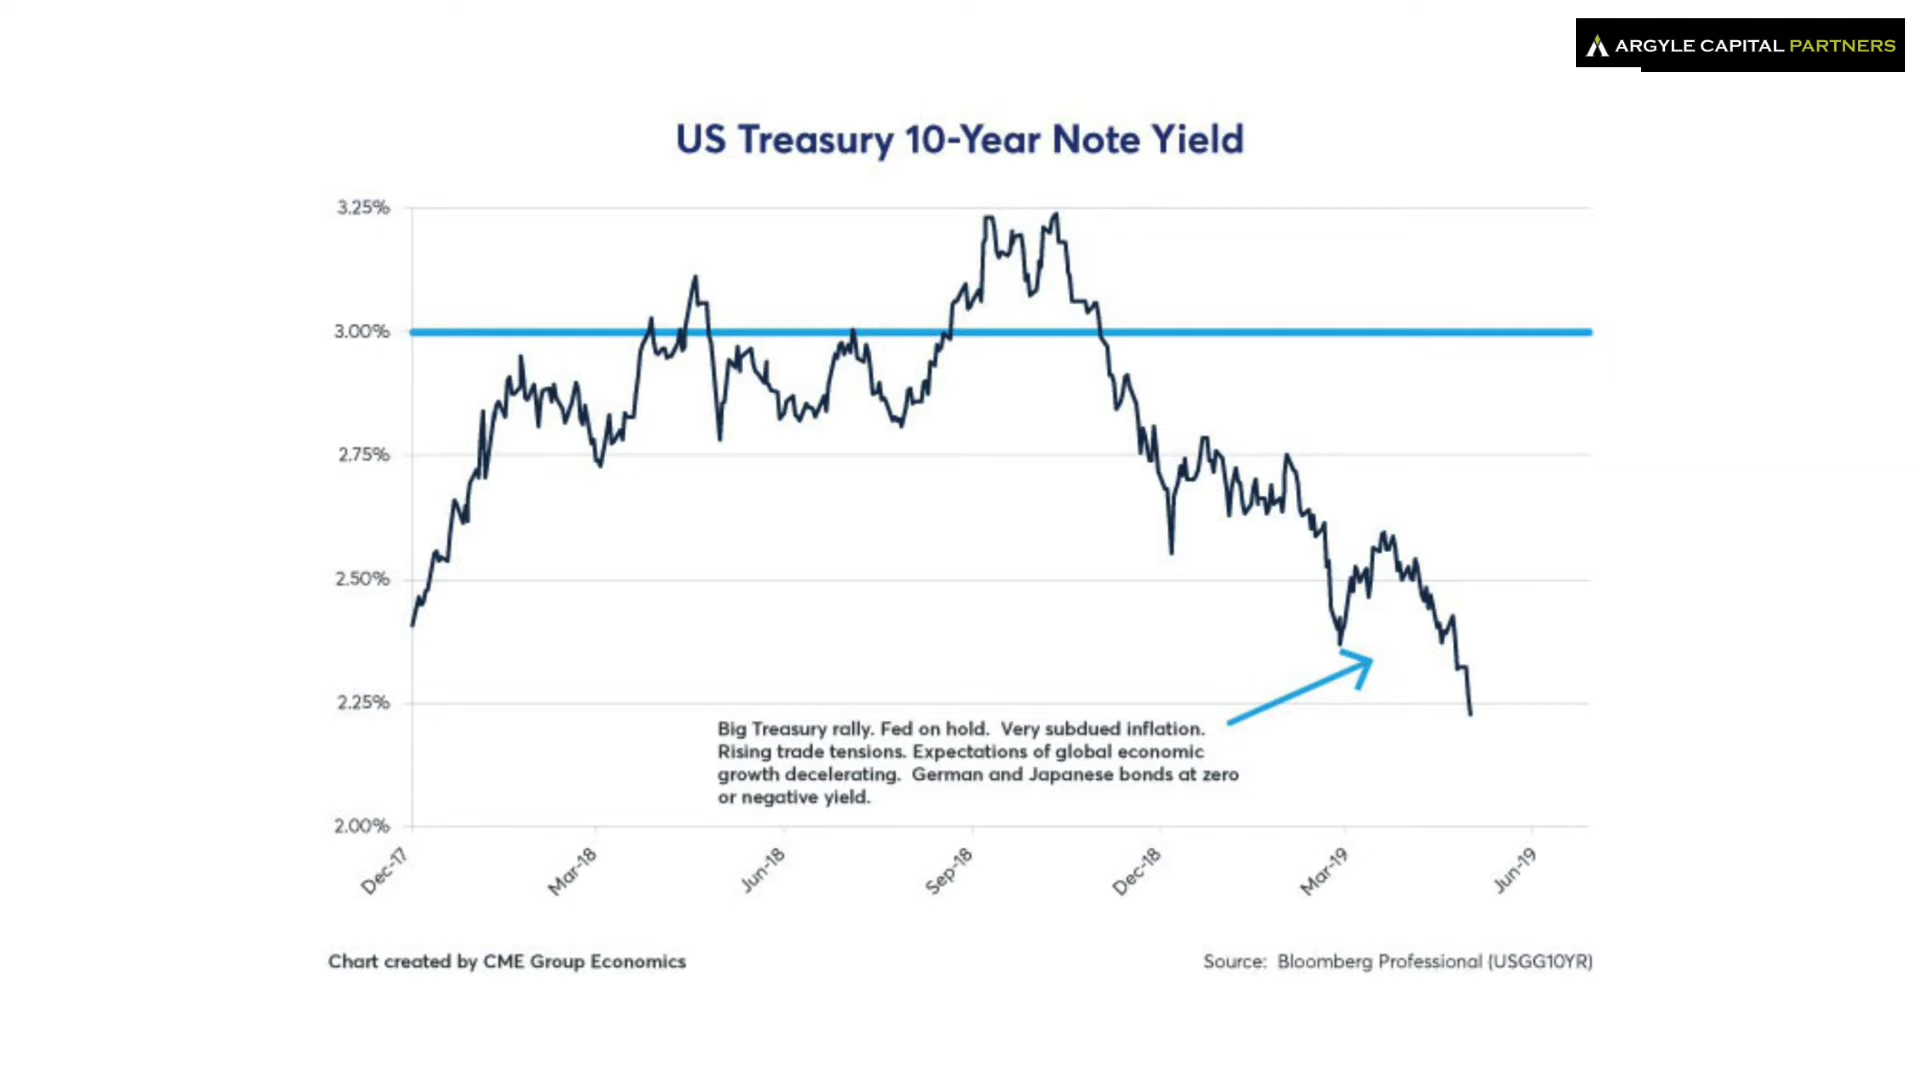 ARGYLE CAPITAL PARTNERS
US Treasury 10-Year Note Yield
3.25%
3.00%
2.75%
2.50%
2.25%
2.00%
Big Treasury rally. Fed on hold. Very subdued inflation.
Rising trade tensions. Expectations of global economic
growth decelerating. German and Japanese bonds at zero
or negative yield.
Dec-17
Mar-18
Jun-18
Sep-18
Dec-18
Mar-19
Jun-19
Chart created by CME Group Economics
Source: Bloomberg Professional (USGG10YR)